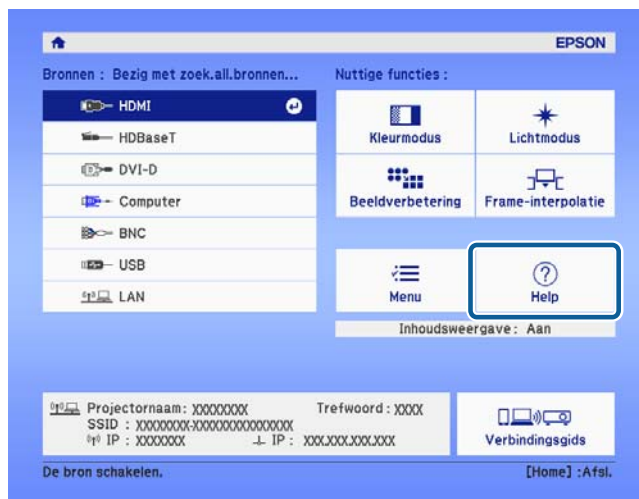 EPSON
Bronnen : Bezig met zoek.all.bronnen...
HDMI
HDBaseT
DVI-D
Computer
BNC
USB
LAN
Nuttige functies :
Kleurmodus
Lichtmodus
Beeldverbetering
Frame-interpolatie
Menu
Help
Inhoudsweergave : Aan
Projectornaam : XXXXXXXX Trefwoord : XXXX
SSID : XXXXXXXX-XXXXXXXXXXXXXXX
IP : XXXXXXX IP : XXX.XXX.XXX.XXX
Verbindingsgids
De bron schakelen.
[Home] :Afsl.